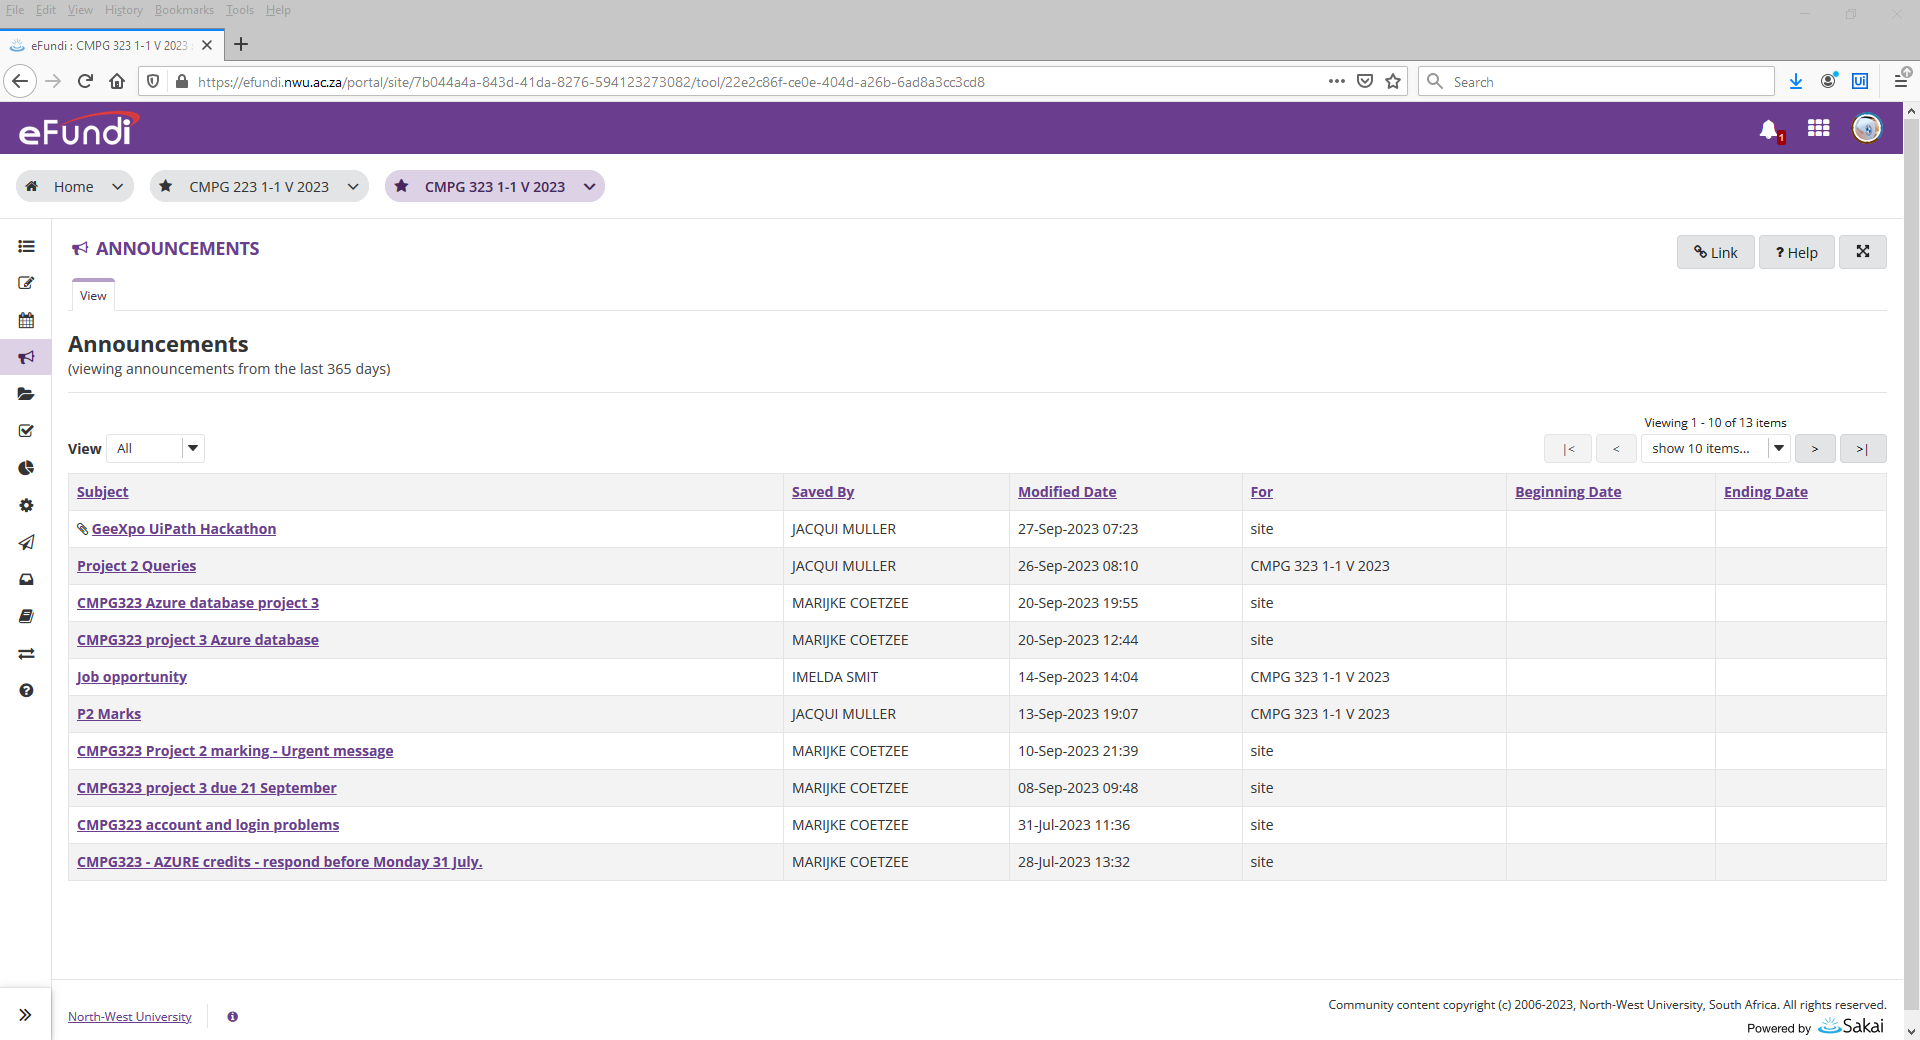 File Edit View History Bookmarks Tools Help
eFundi : CMPG 323 1-1 V 2023
https://efundi.nwu.ac.za/portal/site/7b044a4a-843d-41da-8276-594123273082/tool/22e2c86f-ce0e-404d-a26b-6ad8a3cc3cd8
Search
eFundi
1
Home
CMPG 223 1-1 V 2023
CMPG 323 1-1 V 2023
ANNOUNCEMENTS
Link
? Help
View
Announcements
(viewing announcements from the last 365 days)
Viewing 1 - 10 of 13 items
View All
|< < show 10 items... > >|
Subject Saved By Modified Date For Beginning Date Ending Date
GeeXpo UiPath Hackathon JACQUI MULLER 27-Sep-2023 07:23 site
Project 2 Queries JACQUI MULLER 26-Sep-2023 08:10 CMPG 323 1-1 V 2023
CMPG323 Azure database project 3 MARIJKE COETZEE 20-Sep-2023 19:55 site
CMPG323 project 3 Azure database MARIJKE COETZEE 20-Sep-2023 12:44 site
Job opportunity IMELDA SMIT 14-Sep-2023 14:04 CMPG 323 1-1 V 2023
P2 Marks JACQUI MULLER 13-Sep-2023 19:07 CMPG 323 1-1 V 2023
CMPG323 Project 2 marking - Urgent message MARIJKE COETZEE 10-Sep-2023 21:39 site
CMPG323 project 3 due 21 September MARIJKE COETZEE 08-Sep-2023 09:48 site
CMPG323 account and login problems MARIJKE COETZEE 31-Jul-2023 11:36 site
CMPG323 - AZURE credits - respond before Monday 31 July. MARIJKE COETZEE 28-Jul-2023 13:32 site
Community content copyright (c) 2006-2023, North-West University, South Africa. All rights reserved.
North-West University
Powered by Sakai